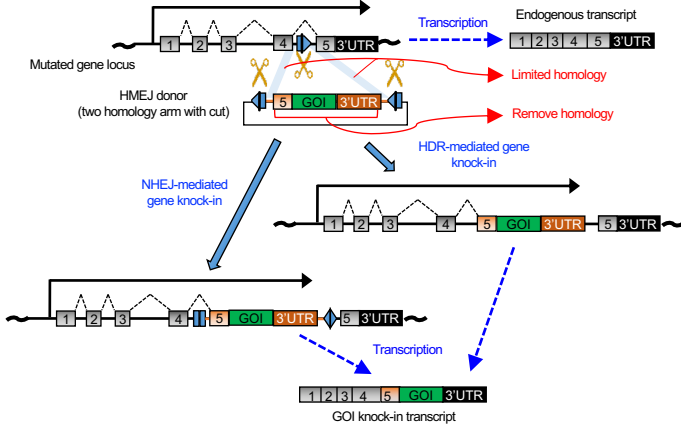 Endogenous transcript
Transcription
1 2 3 4 5 3'UTR
1 2 3 4 5 3'UTR
Mutated gene locus
Limited homology
HMEJ donor
(two homology arm with cut)
5 GOI 3'UTR
Remove homology
HDR-mediated gene
knock-in
NHEJ-mediated
gene knock-in
1 2 3 4 5 GOI 3'UTR 5 3'UTR
1 2 3 4 5 GOI 3'UTR 5 3'UTR
Transcription
1 2 3 4 5 GOI 3'UTR
GOI knock-in transcript